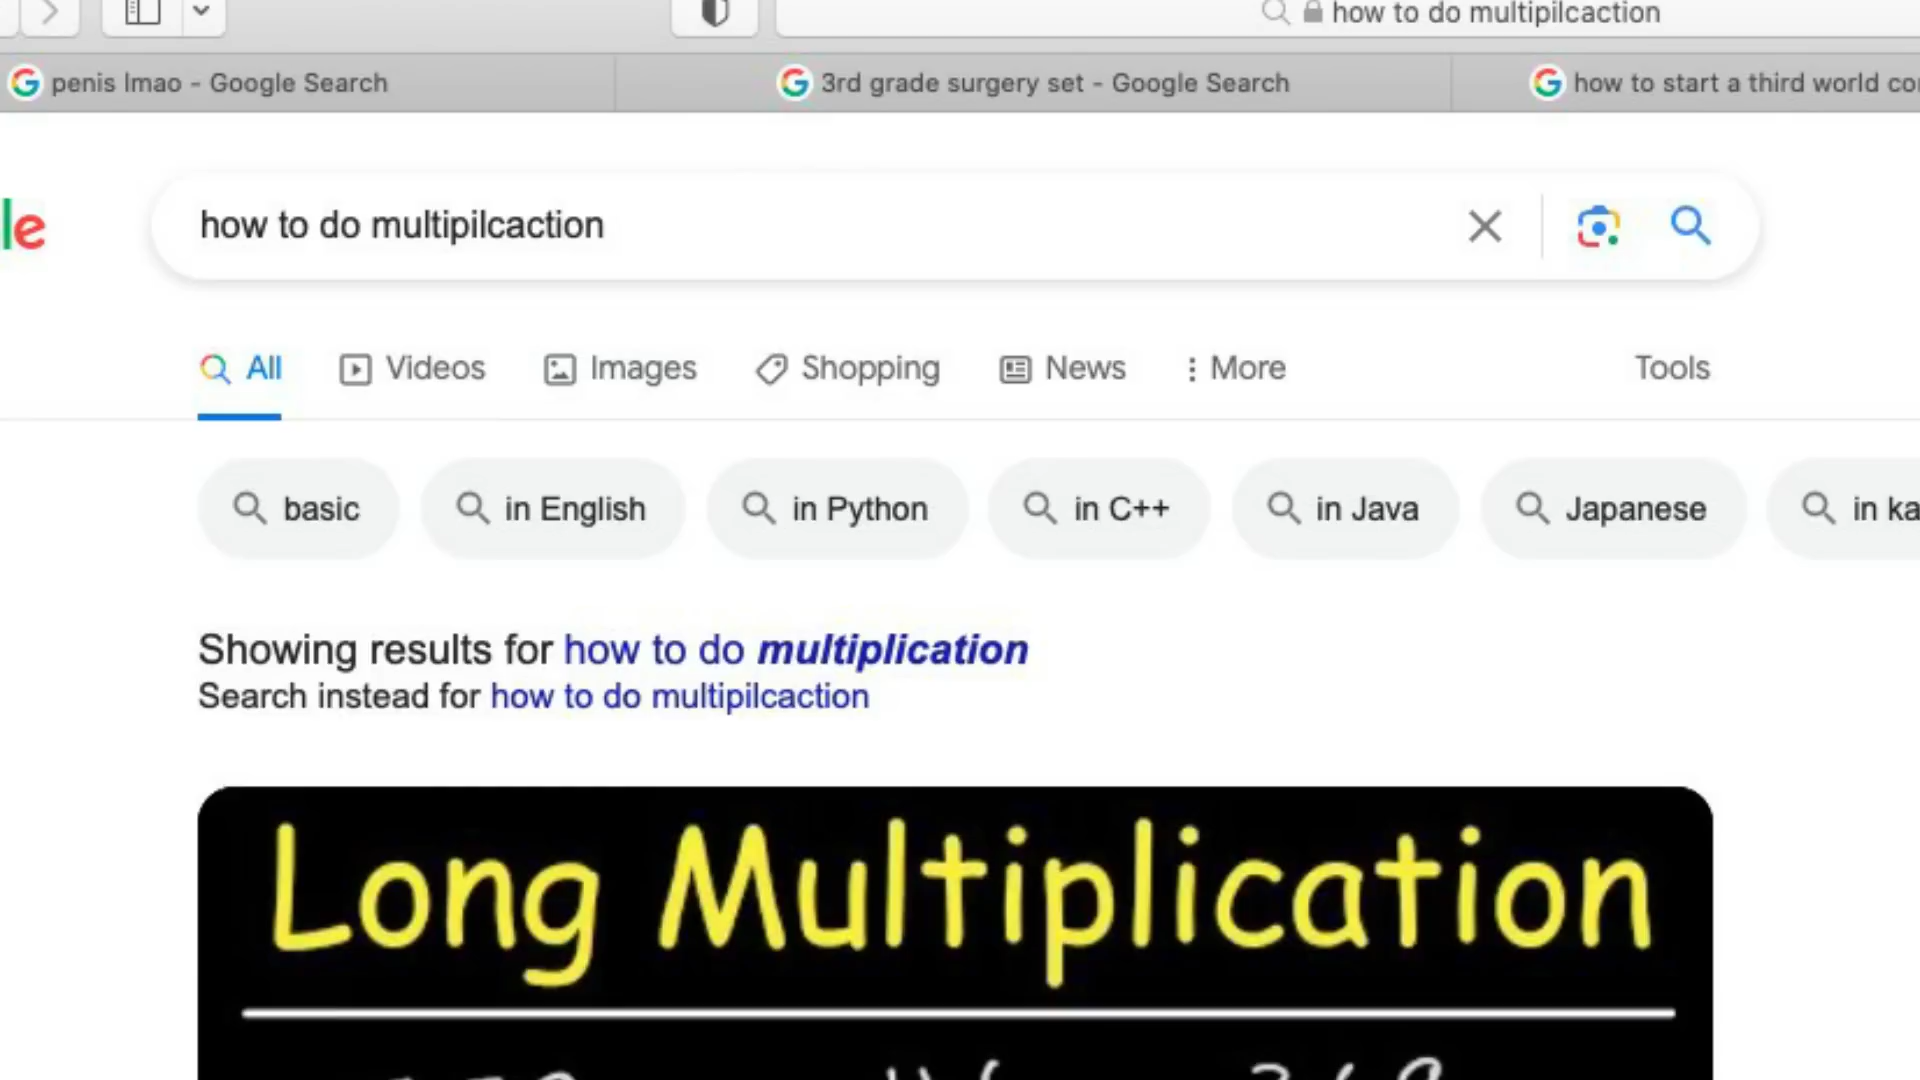 how to do multipilcaction
penis lmao - Google Search
3rd grade surgery set - Google Search
how to start a third world
le
how to do multipilcaction
All Videos Images Shopping News More Tools
basic in English in Python in C++ in Java Japanese in
Showing results for how to do multiplication
Search instead for how to do multipilcaction
Long Multiplication